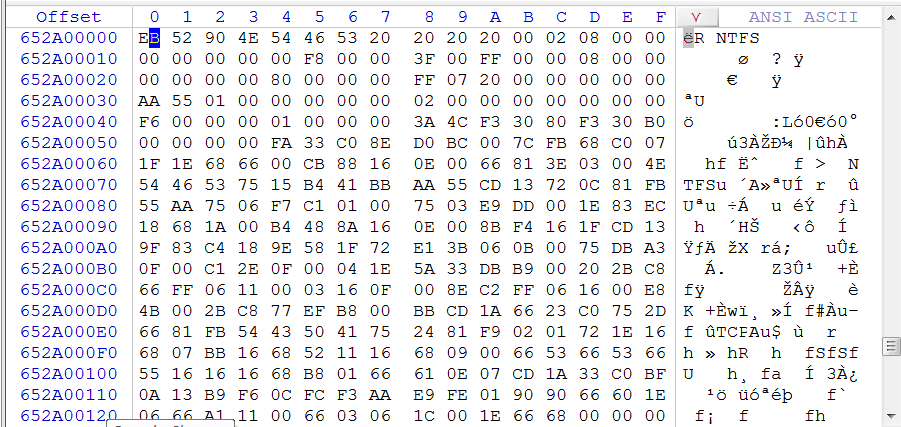 Offset 0 1 2 3 4 5 6 7 8 9 A B C D E F ANSI ASCII
652A00000 EB 52 90 4E 54 46 53 20 20 20 20 00 02 08 00 00 ëR NTFS
652A00010 00 00 00 00 00 F8 00 00 3F 00 FF 00 00 08 00 00 ø ? ÿ
652A00020 00 00 00 00 80 00 00 00 FF 07 20 00 00 00 00 00 € ÿ
652A00030 AA 55 01 00 00 00 00 00 02 00 00 00 00 00 00 00 ªU
652A00040 F6 00 00 00 01 00 00 00 3A 4C F3 30 80 F3 30 B0 ö :Ló0€ó0°
652A00050 00 00 00 00 FA 33 C0 8E D0 BC 00 7C FB 68 C0 07 ú3ÀŽÐ¼ |ûhÀ
652A00060 1F 1E 68 66 00 CB 88 16 0E 00 66 81 3E 03 00 4E hf Ëˆ f > N
652A00070 54 46 53 75 15 B4 41 BB AA 55 CD 13 72 0C 81 FB TFSu ´A»ªUÍ r û
652A00080 55 AA 75 06 F7 C1 01 00 75 03 E9 DD 00 1E 83 EC Uªu ÷Á u éÝ ƒì
652A00090 18 68 1A 00 B4 48 8A 16 0E 00 8B F4 16 1F CD 13 h ´HŠ ‹ô Í
652A000A0 9F 83 C4 18 9E 58 1F 72 E1 3B 06 0B 00 75 DB A3 ŸƒÄ žX rá; uÛ£
652A000B0 0F 00 C1 2E 0F 00 04 1E 5A 33 DB B9 00 20 2B C8 Á. Z3Û¹ +È
652A000C0 66 FF 06 11 00 03 16 0F 00 8E C2 FF 06 16 00 E8 fÿ ŽÂÿ è
652A000D0 4B 00 2B C8 77 EF B8 00 BB CD 1A 66 23 C0 75 2D K +Èwï¸ »Í f#Àu-
652A000E0 66 81 FB 54 43 50 41 75 24 81 F9 02 01 72 1E 16 f ûTCPAu$ ù r
652A000F0 68 07 BB 16 68 52 11 16 68 09 00 66 53 66 53 66 h » hR h fSfSf
652A00100 55 16 16 16 68 B8 01 66 61 0E 07 CD 1A 33 C0 BF U h¸ fa Í 3À¿
652A00110 0A 13 B9 F6 0C FC F3 AA E9 FE 01 90 90 66 60 1E ¹ö üóªéþ f`
652A00120 06 66 A1 11 00 66 03 06 1C 00 1E 66 68 00 00 00 f¡ f fh